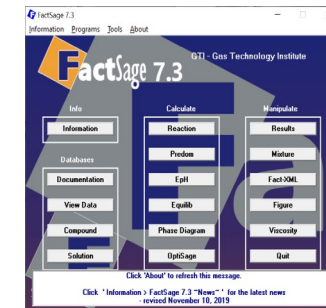 FactSage 7.3
Information Programs Tools About
GTI - Gas Technology Institute
FactSage 7.3
Info
Calculate
Manipulate
Information
Reaction
Results
Predom
Mixture
Databases
Documentation
EpH
Fact-XML
View Data
Equilib
Figure
Compound
Phase Diagram
Viscosity
Solution
OptiSage
Quit
Click 'About' to refresh this message.
Click ' Information > FactSage 7.3 "News" ' for the latest news
- revised November 10, 2019